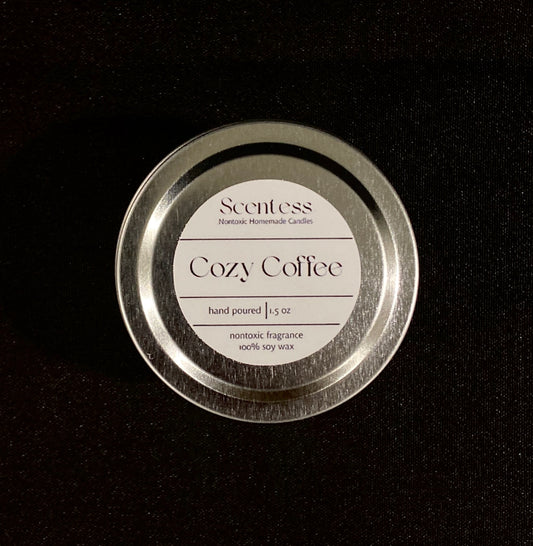 Scentess
Nontoxic Homemade Candles
Cozy Coffee
hand poured | 1.5 oz
nontoxic fragrance
100% soy wax